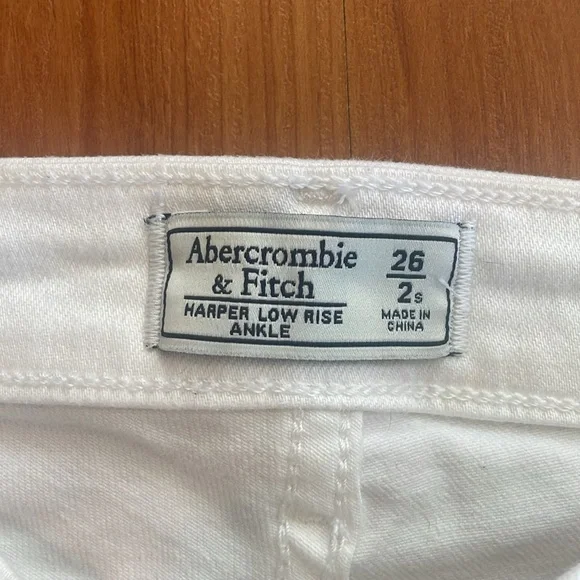 Abercrombie
& Fitch
HARPER LOW RISE
ANKLE
26
2s
MADE IN
CHINA